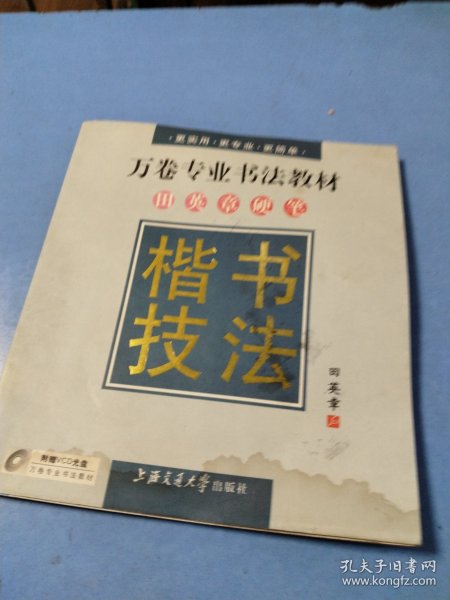 ·更实用·更专业·更简单·
万卷专业书法教材
田英章硬笔
楷书
技法
田英章
附赠VCD光盘
万卷专业书法教材
上海交通大学出版社
孔夫子旧书网
www.kongfz.com